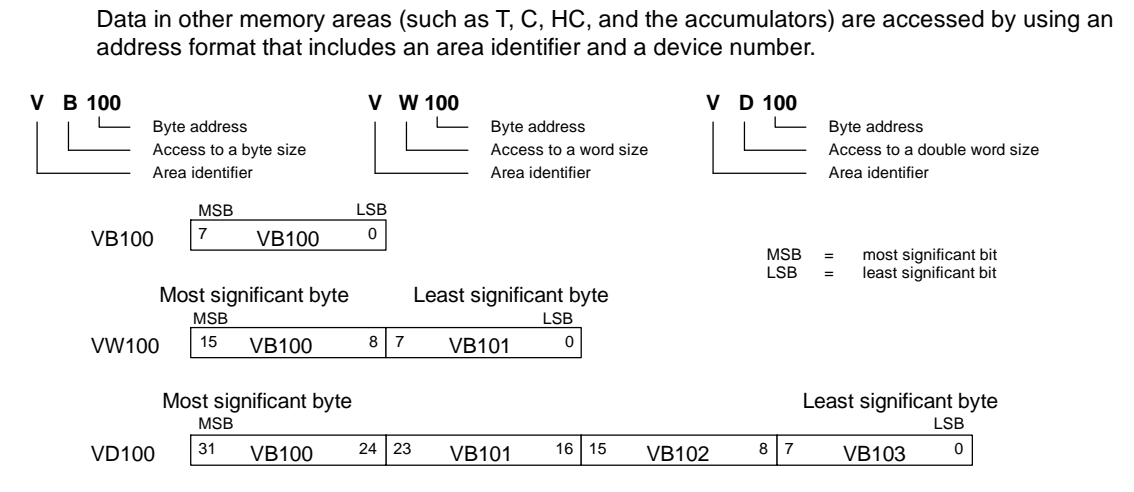 Data in other memory areas (such as T, C, HC, and the accumulators) are accessed by using an
address format that includes an area identifier and a device number.
V B 100 V W 100 V D 100
Byte address Byte address Byte address
Access to a byte size Access to a word size Access to a double word size
Area identifier Area identifier Area identifier
MSB LSB
VB100 7 VB100 0
MSB = most significant bit
LSB = least significant bit
Most significant byte Least significant byte
MSB LSB
VW100 15 VB100 8 7 VB101 0
Most significant byte Least significant byte
MSB LSB
VD100 31 VB100 24 23 VB101 16 15 VB102 8 7 VB103 0